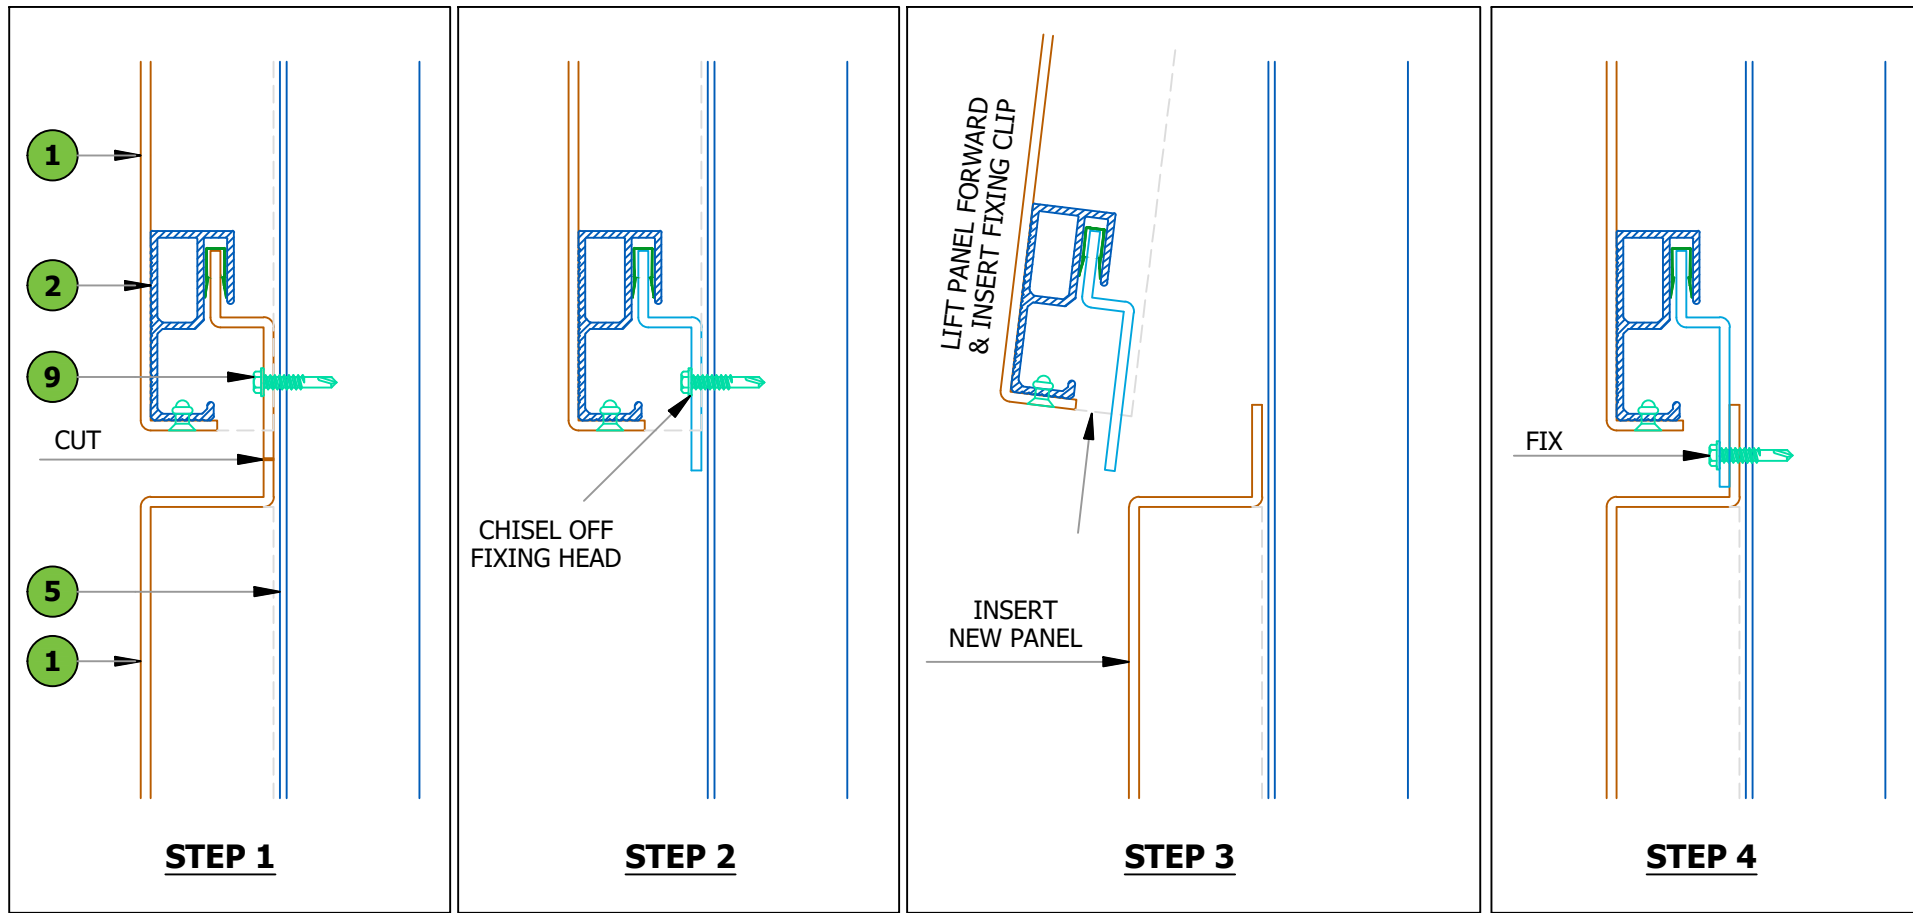 1
2
9
CUT
5
1
STEP 1
CHISEL OFF
FIXING HEAD
STEP 2
LIFT PANEL FORWARD
& INSERT FIXING CLIP
INSERT
NEW PANEL
STEP 3
FIX
STEP 4